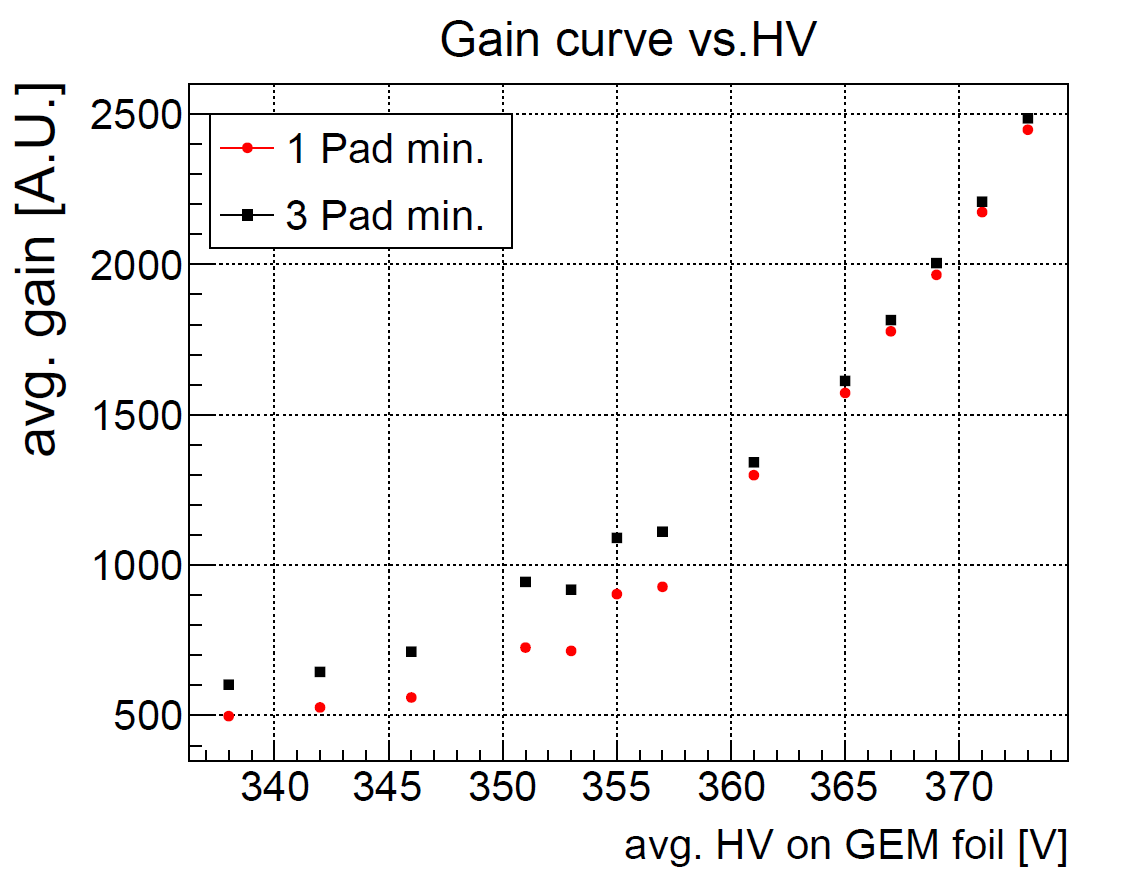 Gain curve vs.HV
avg. gain [A.U.]
2500
2000
1500
1000
500
1 Pad min.
3 Pad min.
340 345 350 355 360 365 370
avg. HV on GEM foil [V]